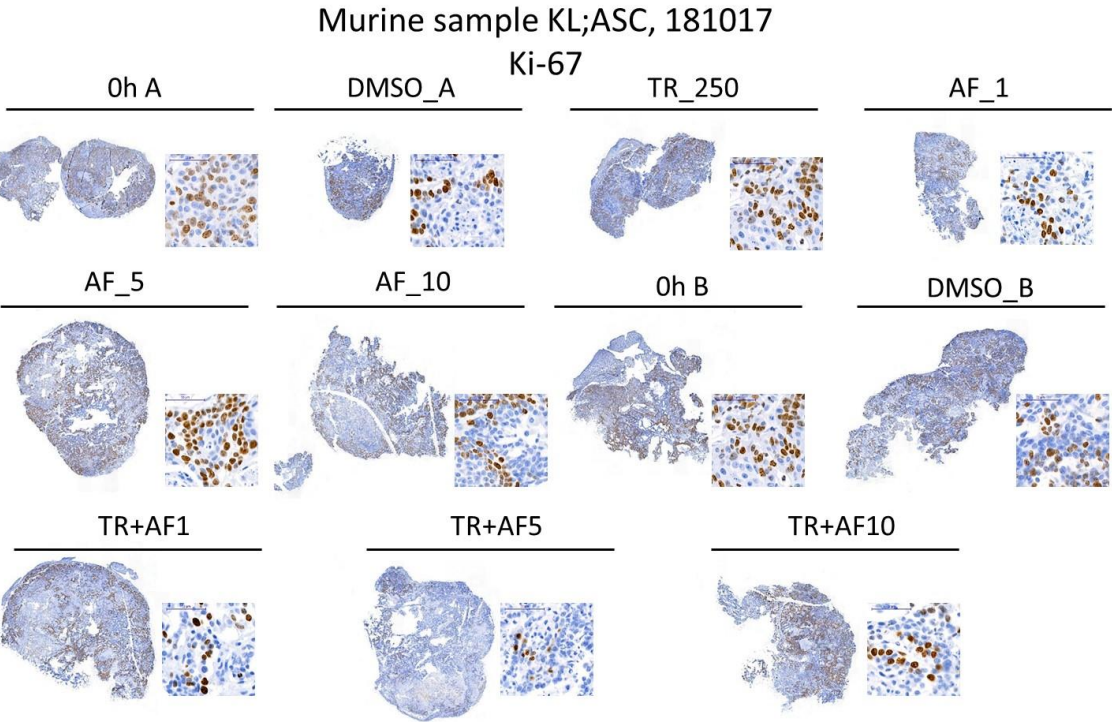 Murine sample KL;ASC, 181017
Ki-67
0h A
DMSO_A
TR_250
AF_1
AF_5
AF_10
0h B
DMSO_B
TR+AF1
TR+AF5
TR+AF10